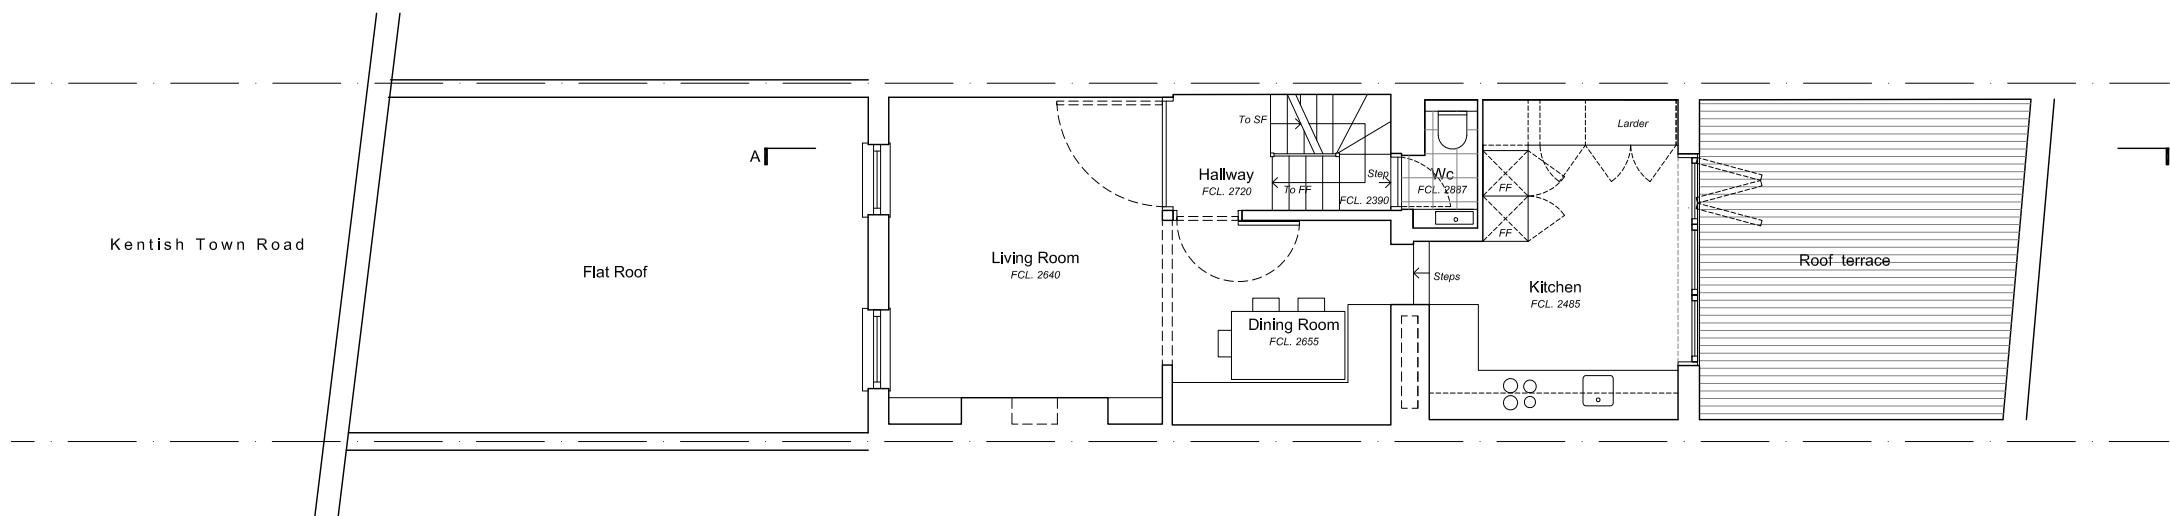 Kentish Town Road
Flat Roof
A
Living Room
FCL. 2640
Hallway
FCL. 2720
To SF
To FF
Step
FCL. 2390
Wc
FCL. 2887
Dining Room
FCL. 2655
Steps
Larder
FF
FF
Kitchen
FCL. 2485
Roof terrace